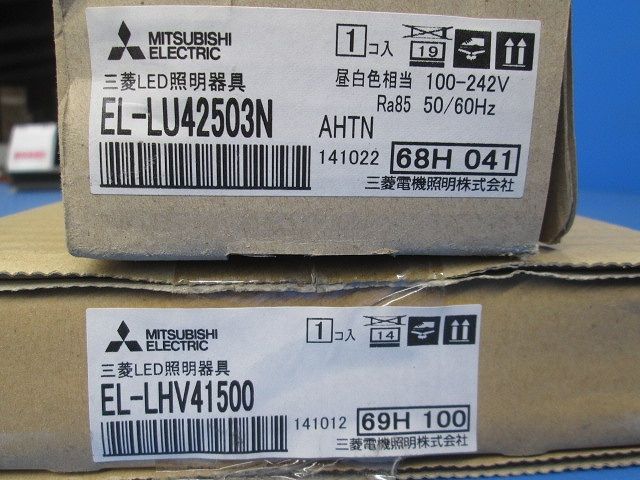 MITSUBISHI
ELECTRIC
1コ入
19
三菱LED照明器具
昼白色相当 100-242V
EL-LU42503N
Ra85 50/60Hz
AHTN
141022
68H 041
三菱電機照明株式会社
MITSUBISHI
ELECTRIC
1コ入
14
三菱LED照明器具
EL-LHV41500
141012
69H 100
三菱電機照明株式会社